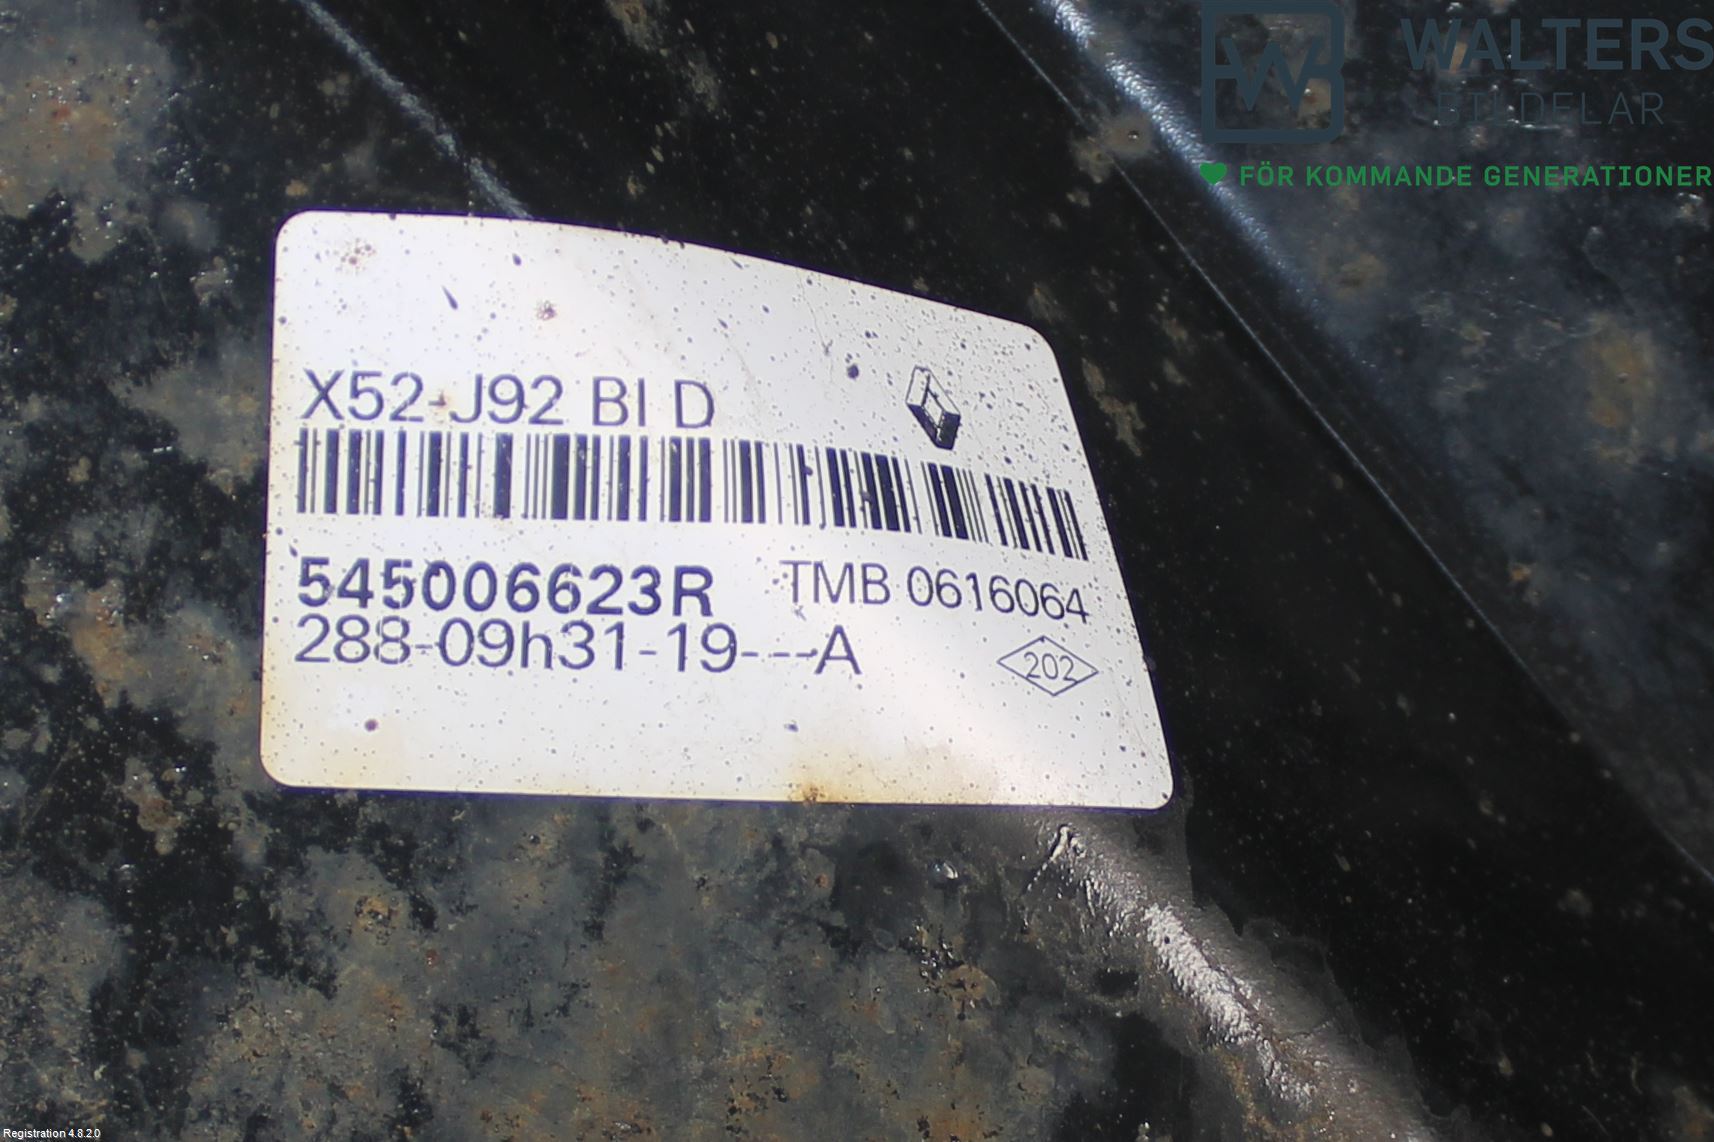 WALTERS
BILDELAR
FÖR KOMMANDE GENERATIONER
X52-J92 BI D
545006623R TMB 0616064
288-09h31-19---A
202
Registration 4.8.2.0